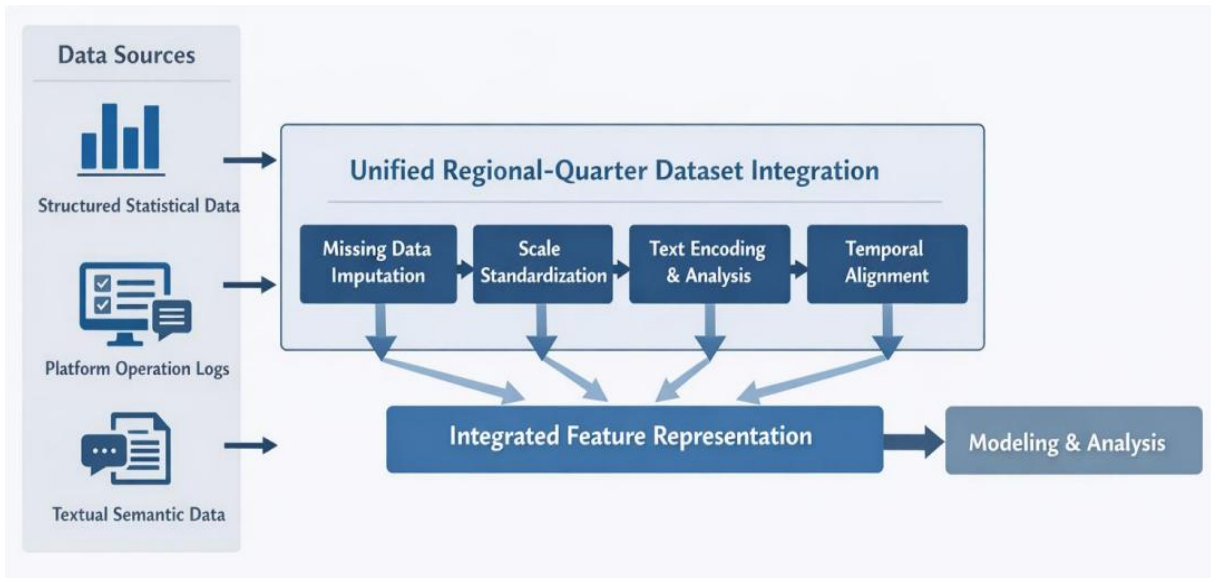 Data Sources
Structured Statistical Data
Platform Operation Logs
Textual Semantic Data
Unified Regional-Quarter Dataset Integration
Missing Data
Imputation
Scale
Standardization
Text Encoding
& Analysis
Temporal
Alignment
Integrated Feature Representation
Modeling & Analysis